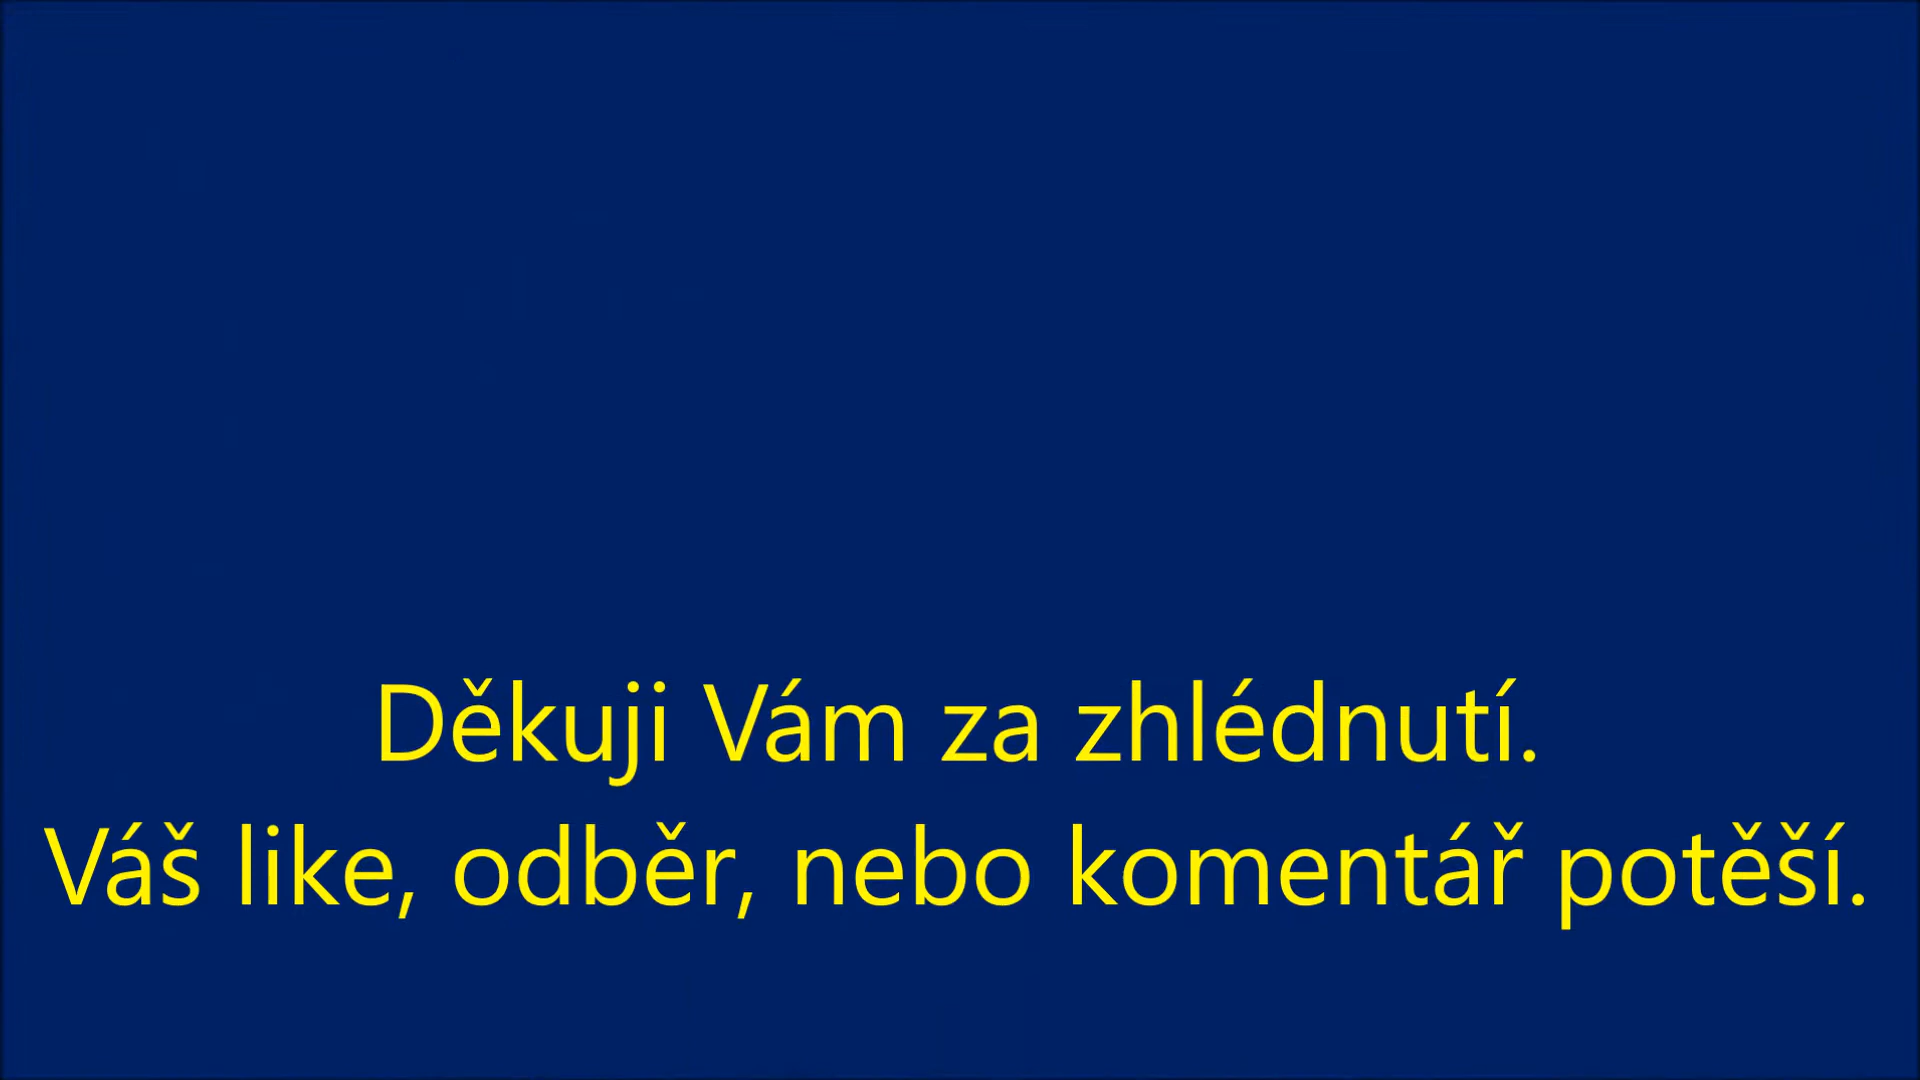 Děkuji Vám za zhlédnutí.
Váš like, odběr, nebo komentář potěší.